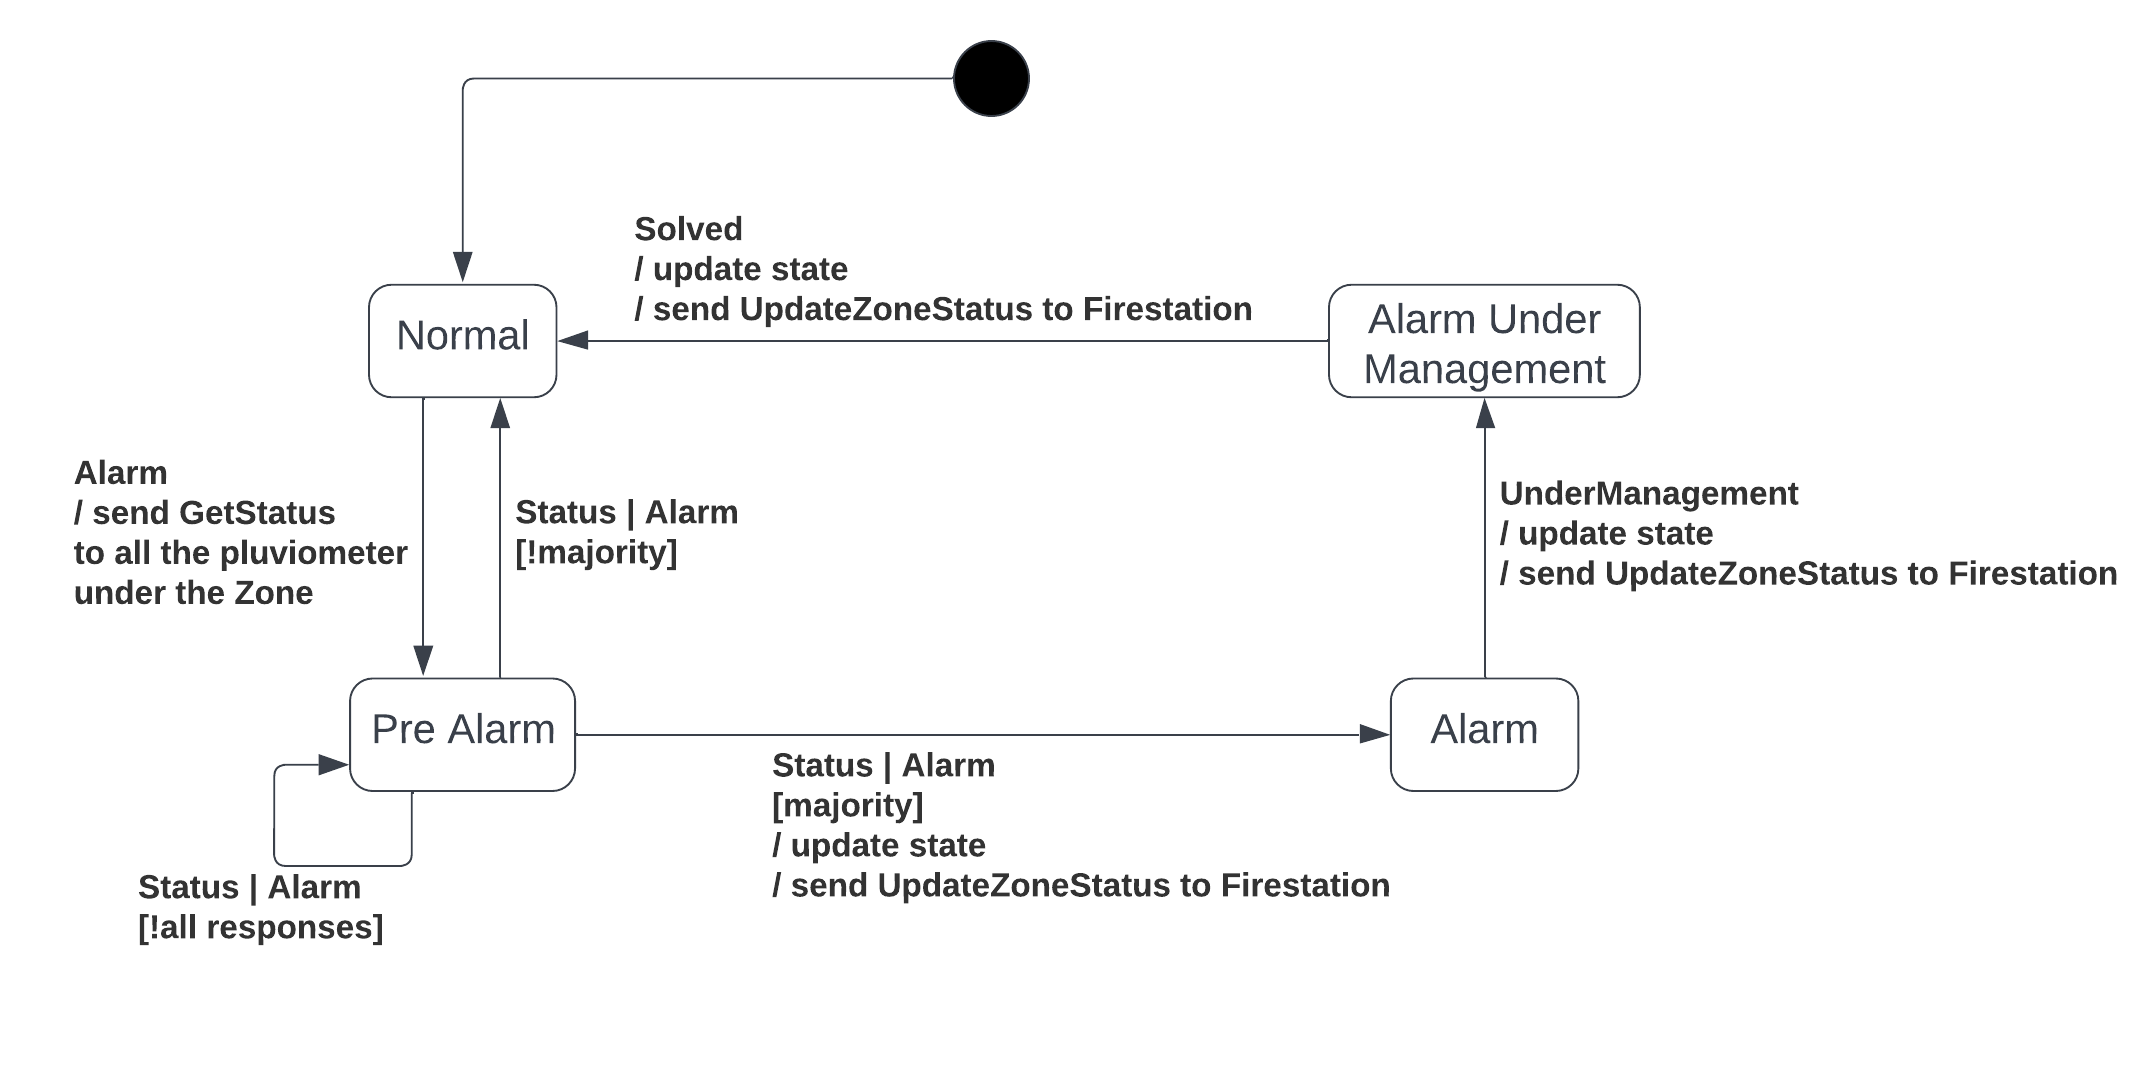 Solved
/ update state
/ send UpdateZoneStatus to Firestation
Normal
Alarm Under
Management
Alarm
/ send GetStatus
to all the pluviometer
under the Zone
Status | Alarm
[!majority]
UnderManagement
/ update state
/ send UpdateZoneStatus to Firestation
Pre Alarm
Alarm
Status | Alarm
[majority]
/ update state
/ send UpdateZoneStatus to Firestation
Status | Alarm
[!all responses]